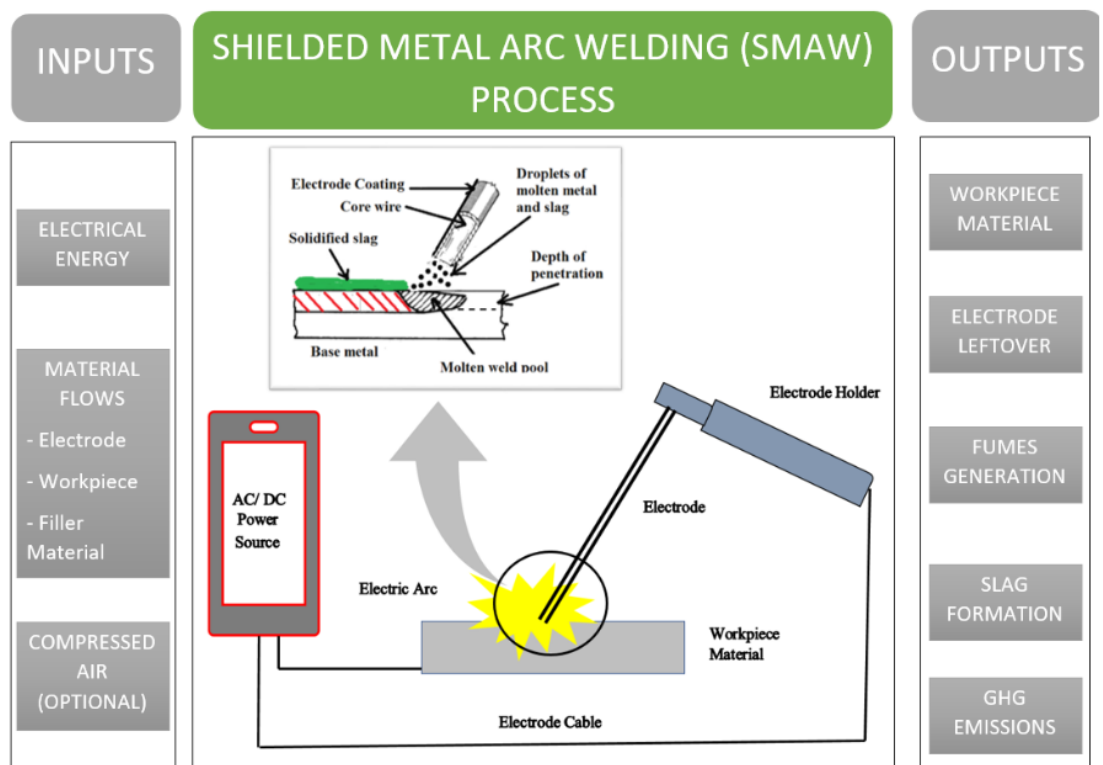 INPUTS
SHIELDED METAL ARC WELDING (SMAW)
PROCESS
OUTPUTS
ELECTRICAL
ENERGY
MATERIAL
FLOWS
- Electrode
- Workpiece
- Filler
Material
COMPRESSED
AIR
(OPTIONAL)
Electrode Coating
Core wire
Solidified slag
Droplets of
molten metal
and slag
Depth of
penetration
Base metal
Molten weld pool
Electrode Holder
AC/ DC
Power
Source
Electrode
Electric Arc
Workpiece
Material
Electrode Cable
WORKPIECE
MATERIAL
ELECTRODE
LEFTOVER
FUMES
GENERATION
SLAG
FORMATION
GHG
EMISSIONS